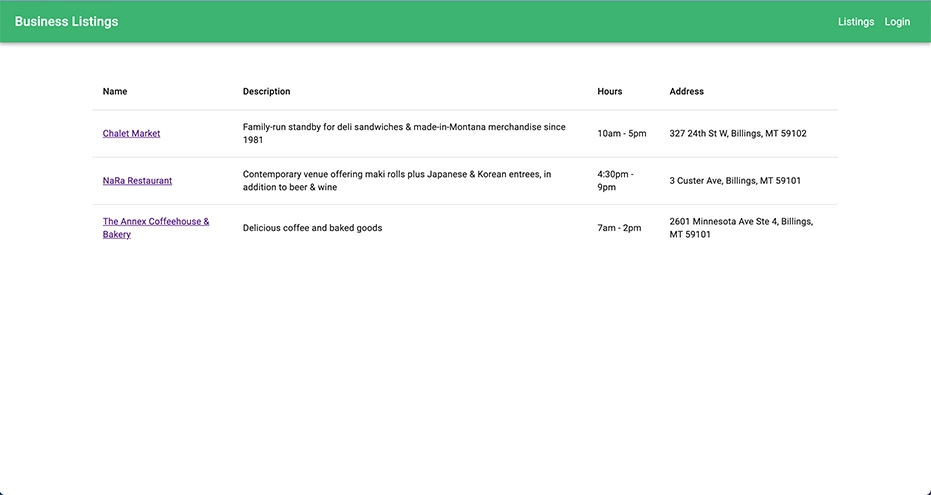 Business Listings
Listings Login
Name Description Hours Address
Chalet Market
Family-run standby for deli sandwiches & made-in-Montana merchandise since
1981
10am - 5pm
327 24th St W, Billings, MT 59102
NaRa Restaurant
Contemporary venue offering maki rolls plus Japanese & Korean entrees, in
addition to beer & wine
4:30pm -
9pm
3 Custer Ave, Billings, MT 59101
The Annex Coffeehouse &
Bakery
Delicious coffee and baked goods
7am - 2pm
2601 Minnesota Ave Ste 4, Billings,
MT 59101